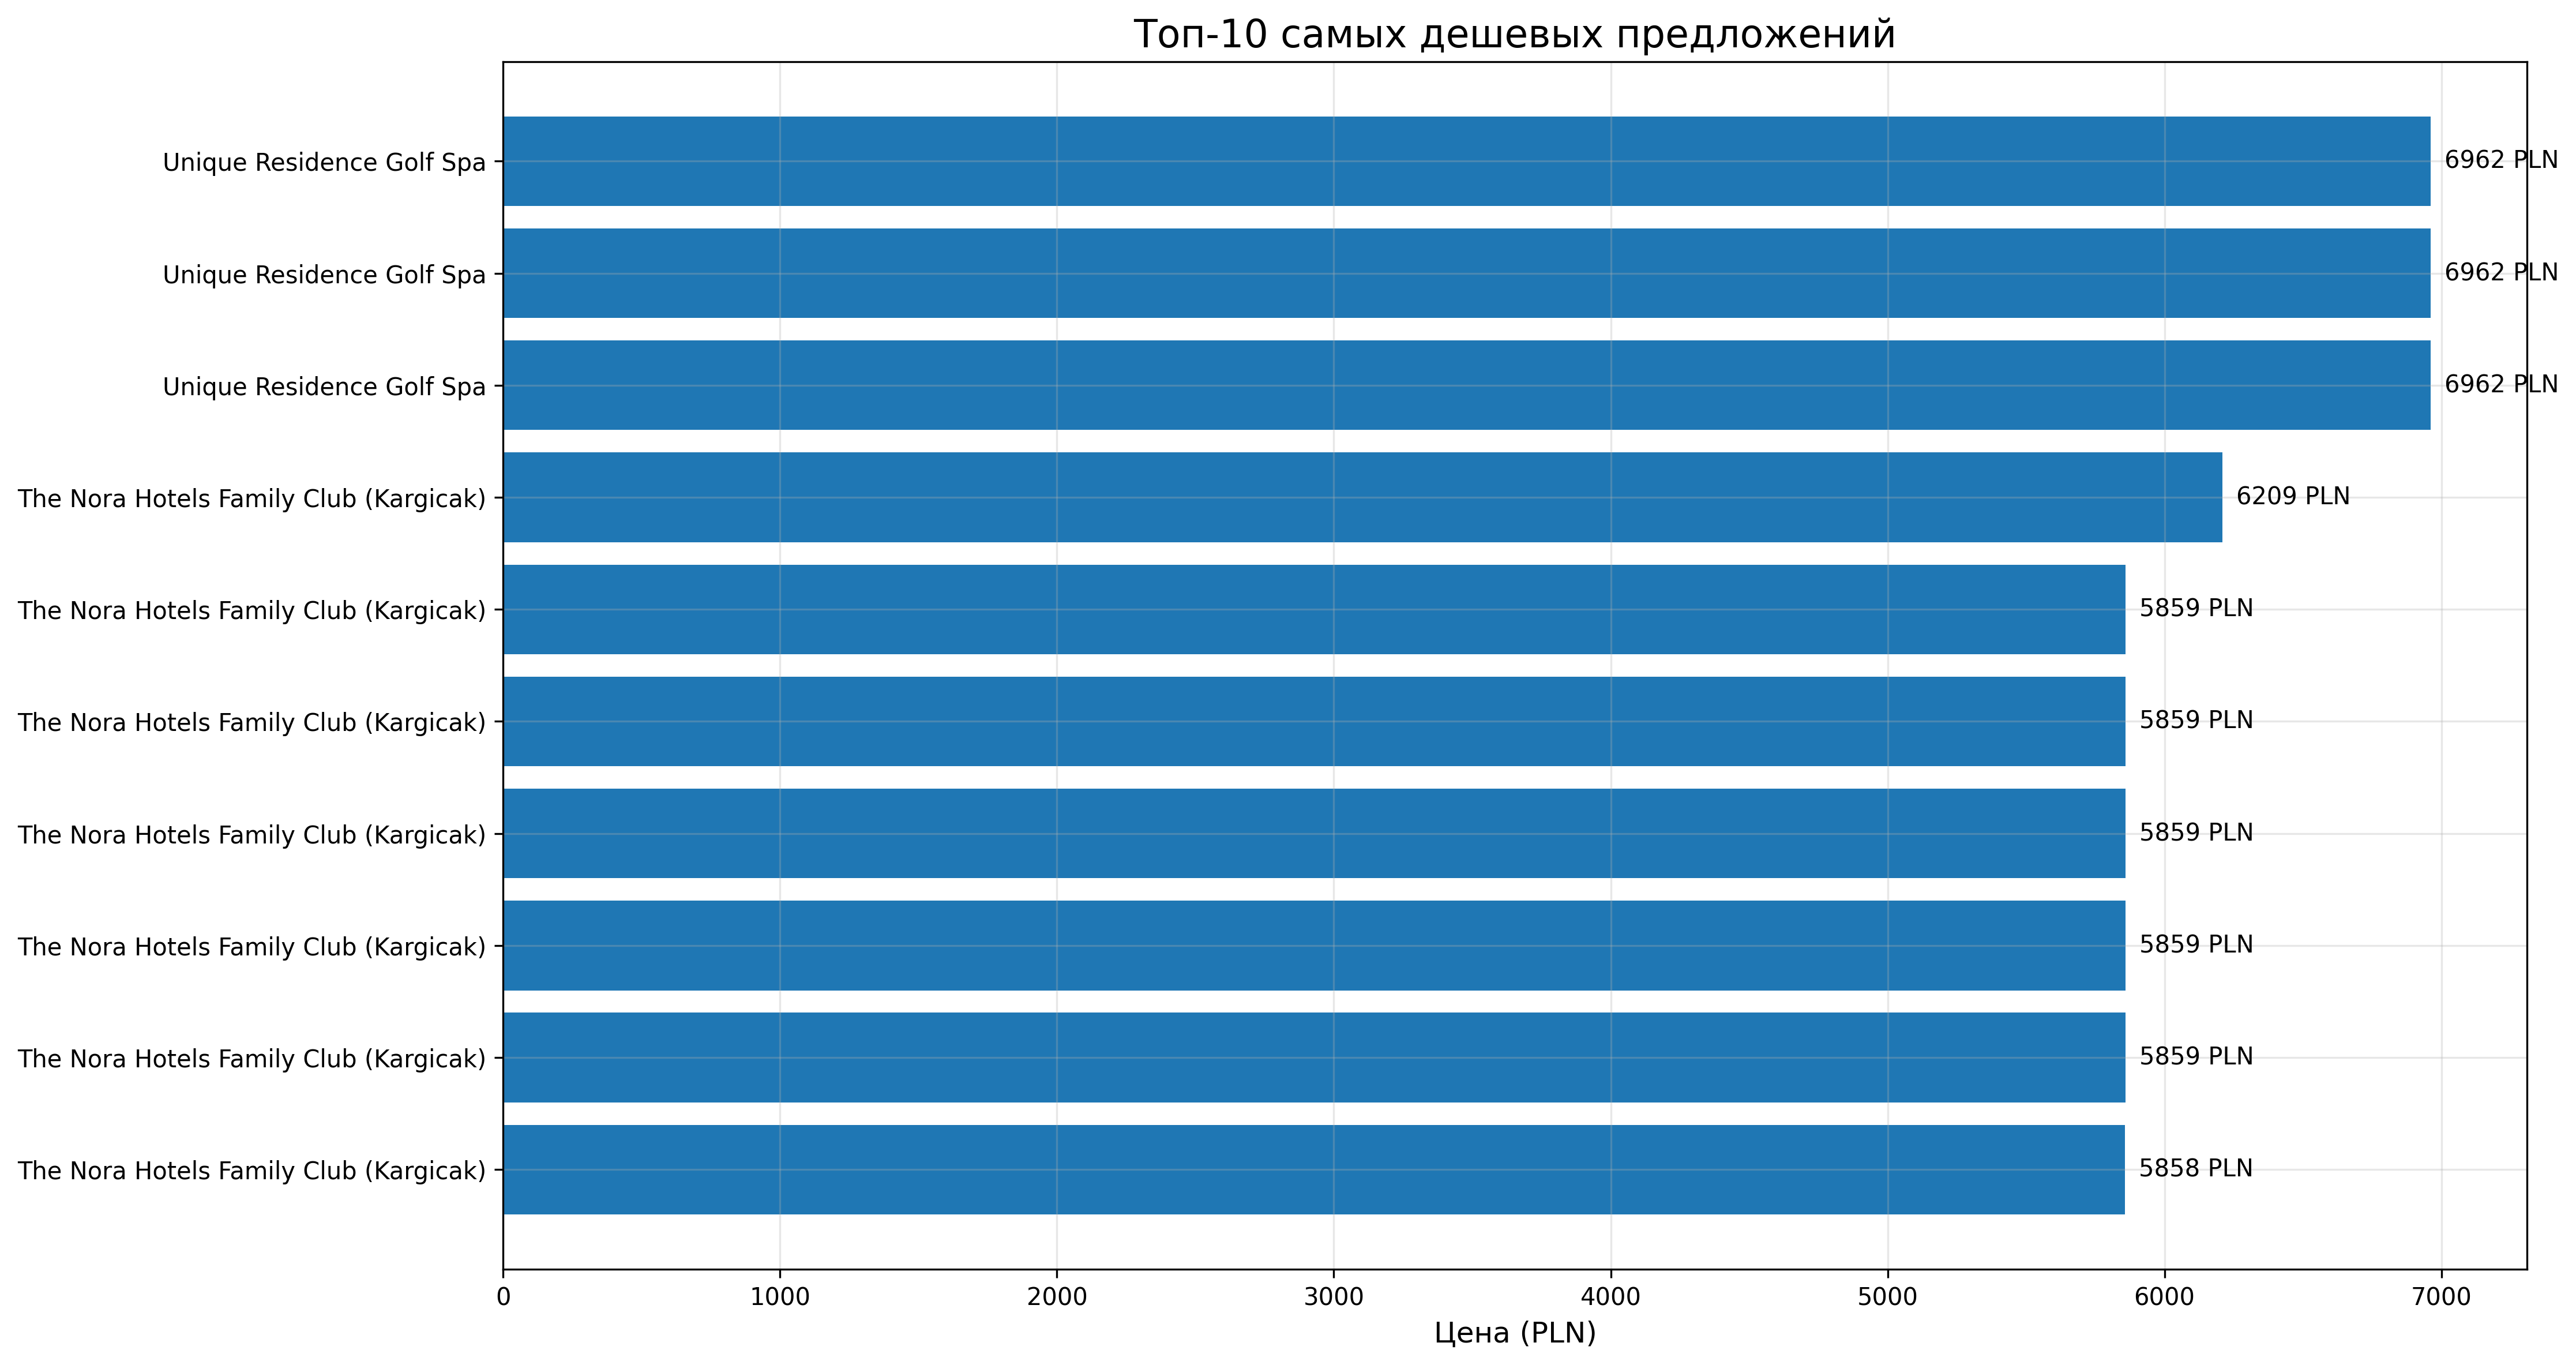 Топ-10 самых дешевых предложений
Unique Residence Golf Spa 6962 PLN
Unique Residence Golf Spa 6962 PLN
Unique Residence Golf Spa 6962 PLN
The Nora Hotels Family Club (Kargicak) 6209 PLN
The Nora Hotels Family Club (Kargicak) 5859 PLN
The Nora Hotels Family Club (Kargicak) 5859 PLN
The Nora Hotels Family Club (Kargicak) 5859 PLN
The Nora Hotels Family Club (Kargicak) 5859 PLN
The Nora Hotels Family Club (Kargicak) 5859 PLN
The Nora Hotels Family Club (Kargicak) 5858 PLN
0 1000 2000 3000 4000 5000 6000 7000
Цена (PLN)